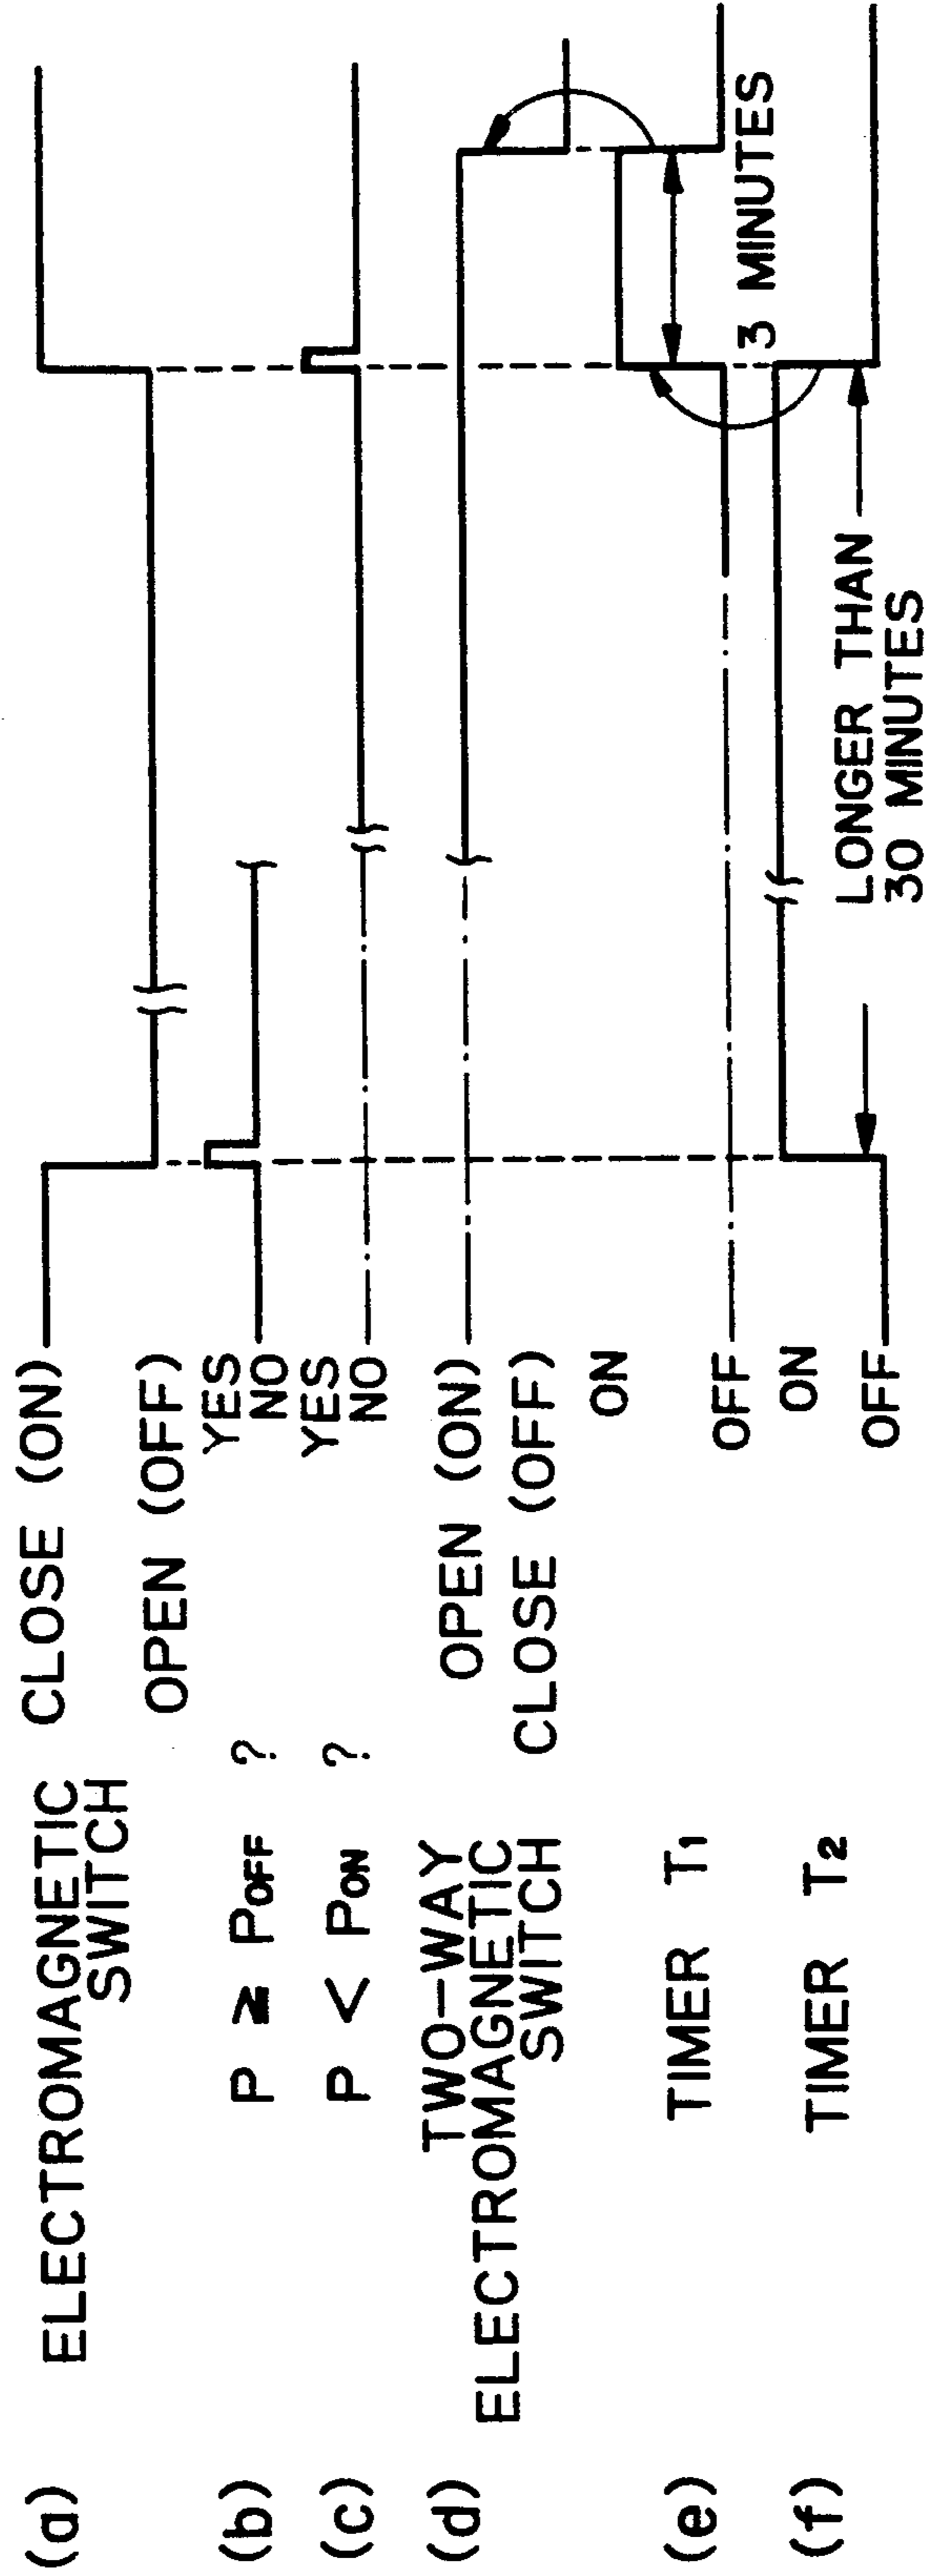 (a) ELECTROMAGNETIC CLOSE (ON)
SWITCH
OPEN (OFF)
(b) P ≧ POFF ? YES
NO
(c) P < PON ? YES
NO
(d) TWO-WAY OPEN (ON)
ELECTROMAGNETIC
SWITCH CLOSE (OFF)
ON
(e) TIMER T1
OFF
3 MINUTES
ON
(f) TIMER T2
OFF
LONGER THAN
30 MINUTES